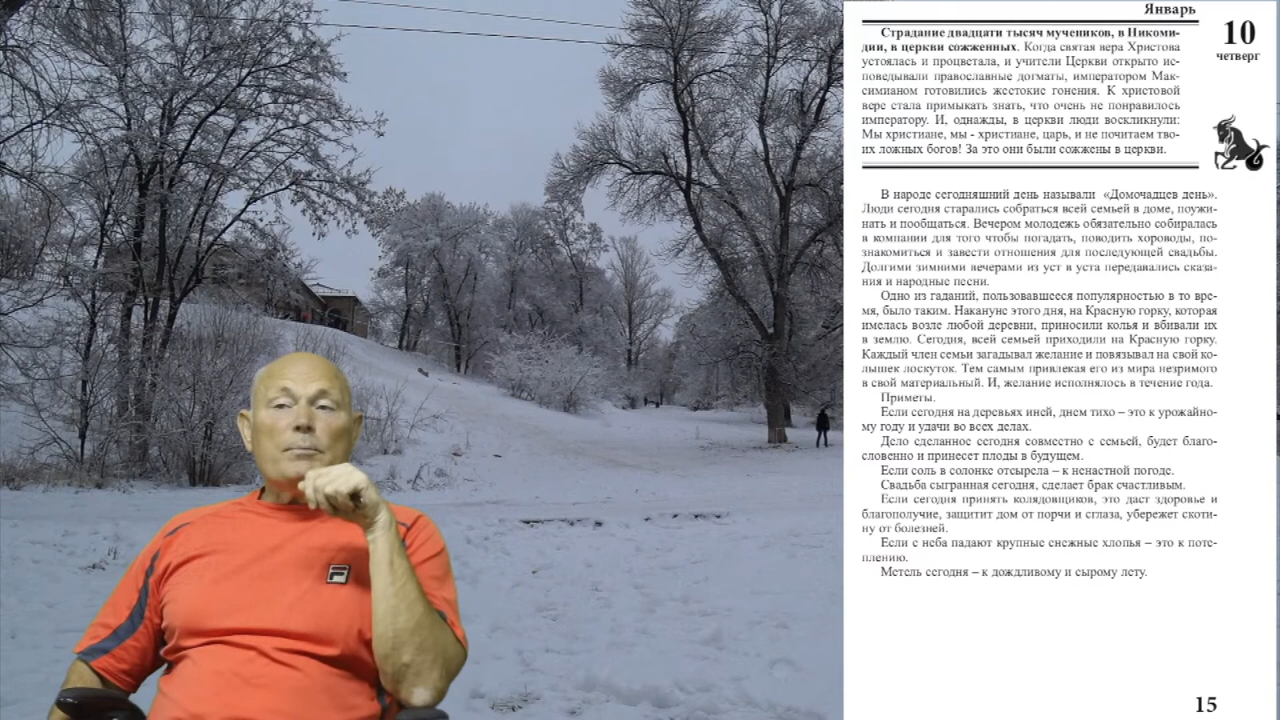 Январь
10
четверг
Страдание двадцати тысяч мучеников, в Никоми-
дии, в церкви сожженных. Когда святая вера Христова
устоялась и процветала, и учители Церкви открыто ис-
поведывали православные догматы, императором Мак-
симианом готовились жестокие гонения. К христовой
вере стала примыкать знать, что очень не понравилось
императору. И, однажды, в церкви люди воскликнули:
Мы христиане, мы - христиане, царь, и не почитаем тво-
их ложных богов! За это они были сожжены в церкви.
В народе сегодняшний день называли «Домочадцев день».
Люди сегодня старались собраться всей семьей в доме, поужи-
нать и пообщаться. Вечером молодежь обязательно собиралась
в компании для того чтобы погадать, поводить хороводы, по-
знакомиться и завести отношения для последующей свадьбы.
Долгими зимними вечерами из уст в уста передавались сказа-
ния и народные песни.
Одно из гаданий, пользовавшееся популярностью в то вре-
мя, было таким. Накануне этого дня, на Красную горку, которая
имелась возле любой деревни, приносили колья и вбивали их
в землю. Сегодня, всей семьей приходили на Красную горку.
Каждый член семьи загадывал желание и повязывал на свой ко-
лышек лоскуток. Тем самым привлекая его из мира незримого
в свой материальный. И, желание исполнялось в течение года.
Приметы.
Если сегодня на деревьях иней, днем тихо – это к урожайно-
му году и удачи во всех делах.
Дело сделанное сегодня совместно с семьей, будет благо-
словенно и принесет плоды в будущем.
Если соль в солонке отсырела – к ненастной погоде.
Свадьба сыгранная сегодня, сделает брак счастливым.
Если сегодня принять колядовщиков, это даст здоровье и
благополучие, защитит дом от порчи и сглаза, убережет скоти-
ну от болезней.
Если с неба падают крупные снежные хлопья – это к поте-
плению.
Метель сегодня – к дождливому и сырому лету.
15